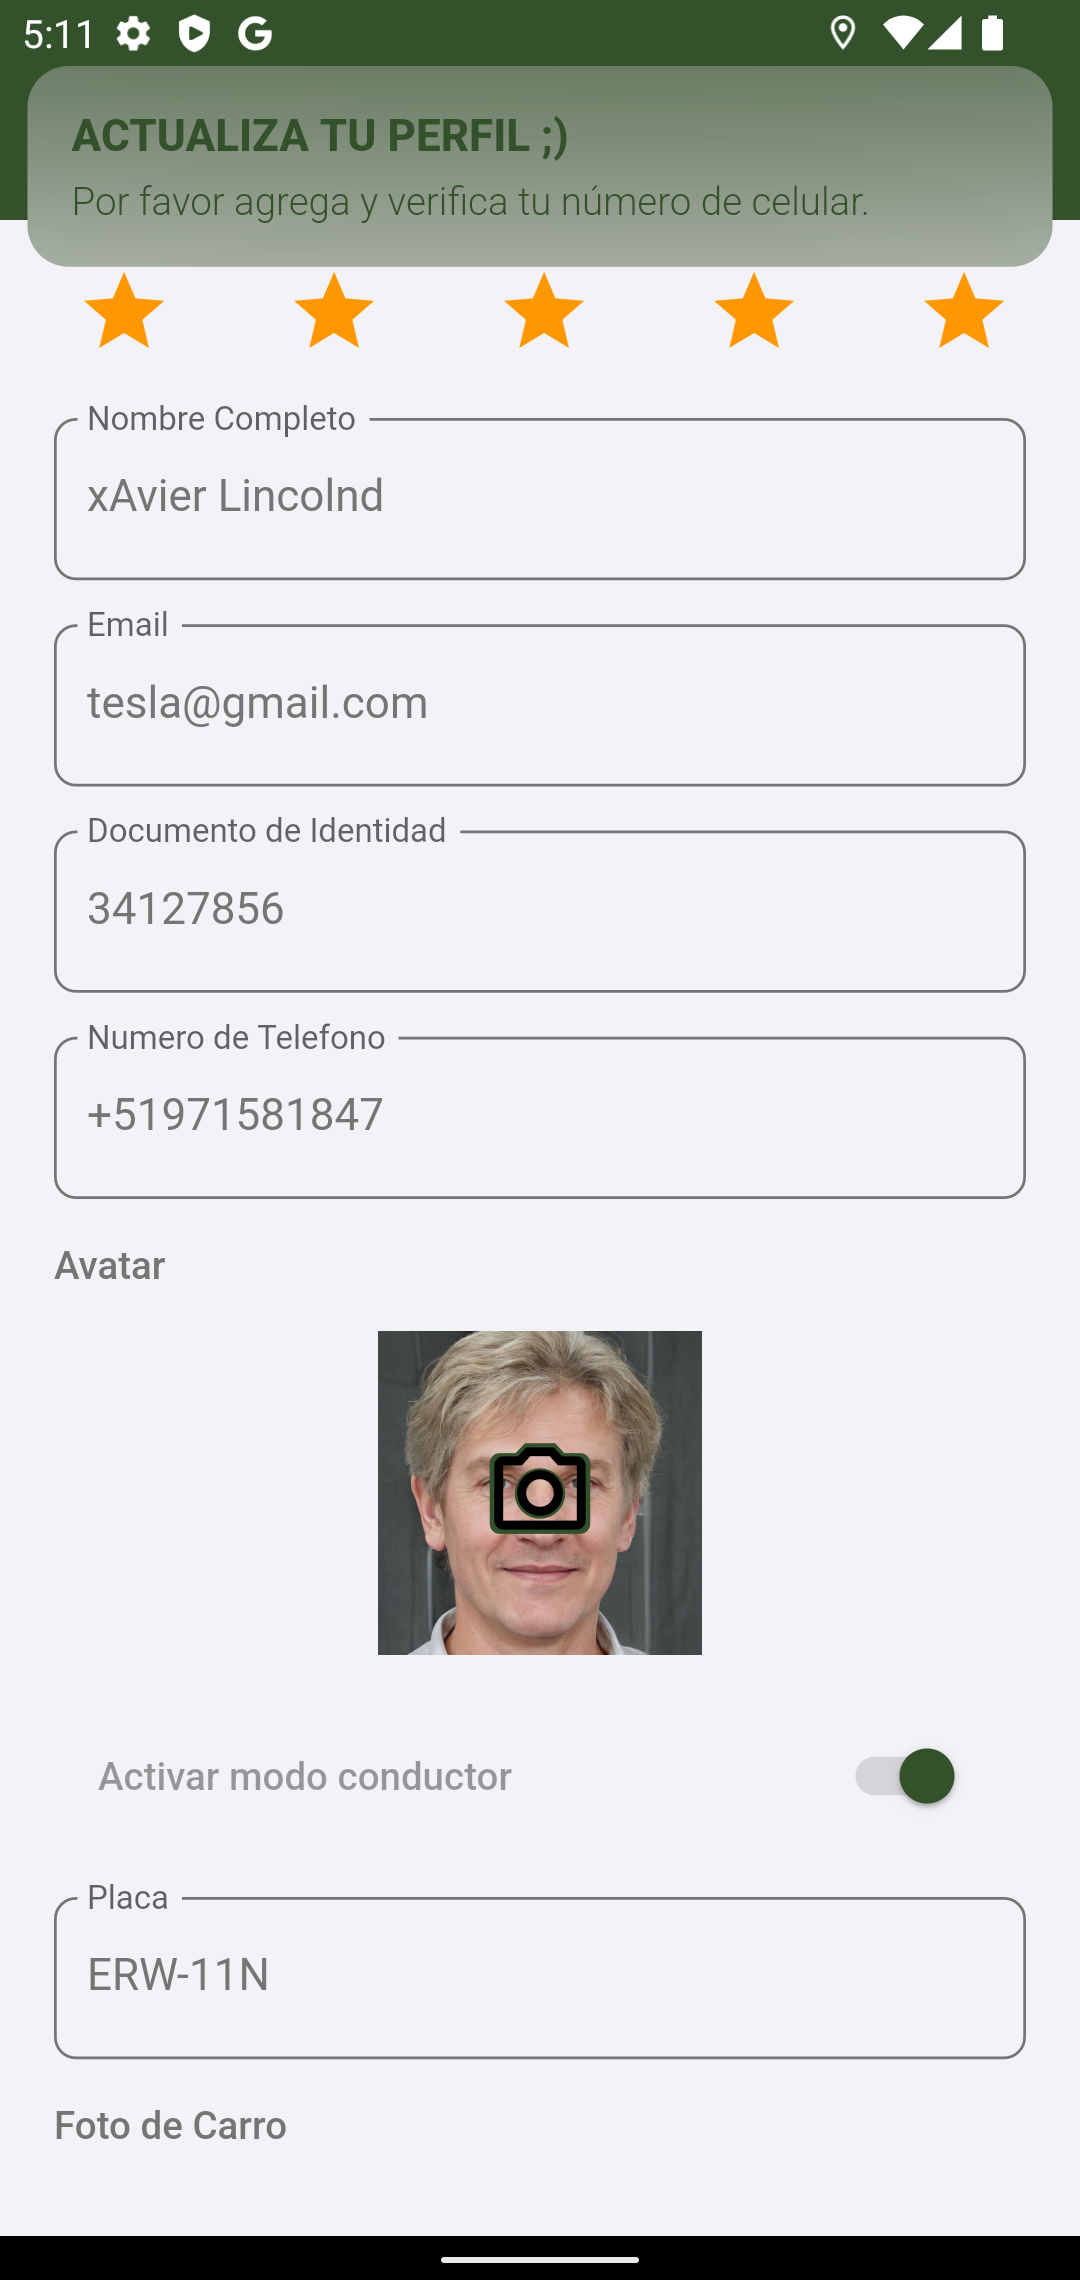 5:11
ACTUALIZA TU PERFIL ;)
Por favor agrega y verifica tu número de celular.
Nombre Completo
xAvier Lincolnd
Email
tesla@gmail.com
Documento de Identidad
34127856
Numero de Telefono
+51971581847
Avatar
Activar modo conductor
Placa
ERW-11N
Foto de Carro